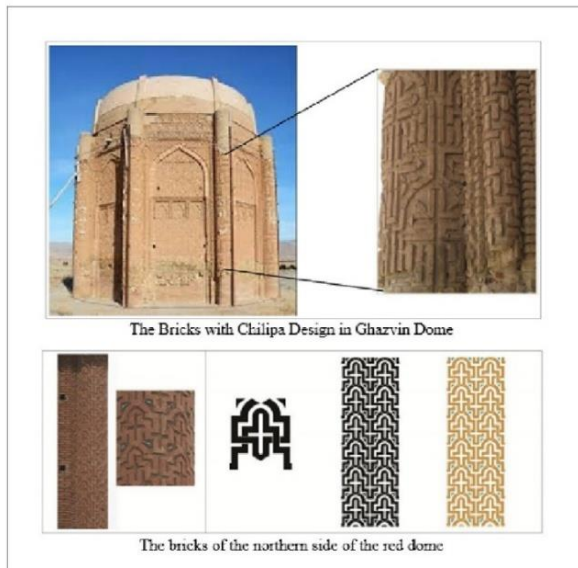 The Bricks with Chilipa Design in Ghazvin Dome
The bricks of the northern side of the red dome